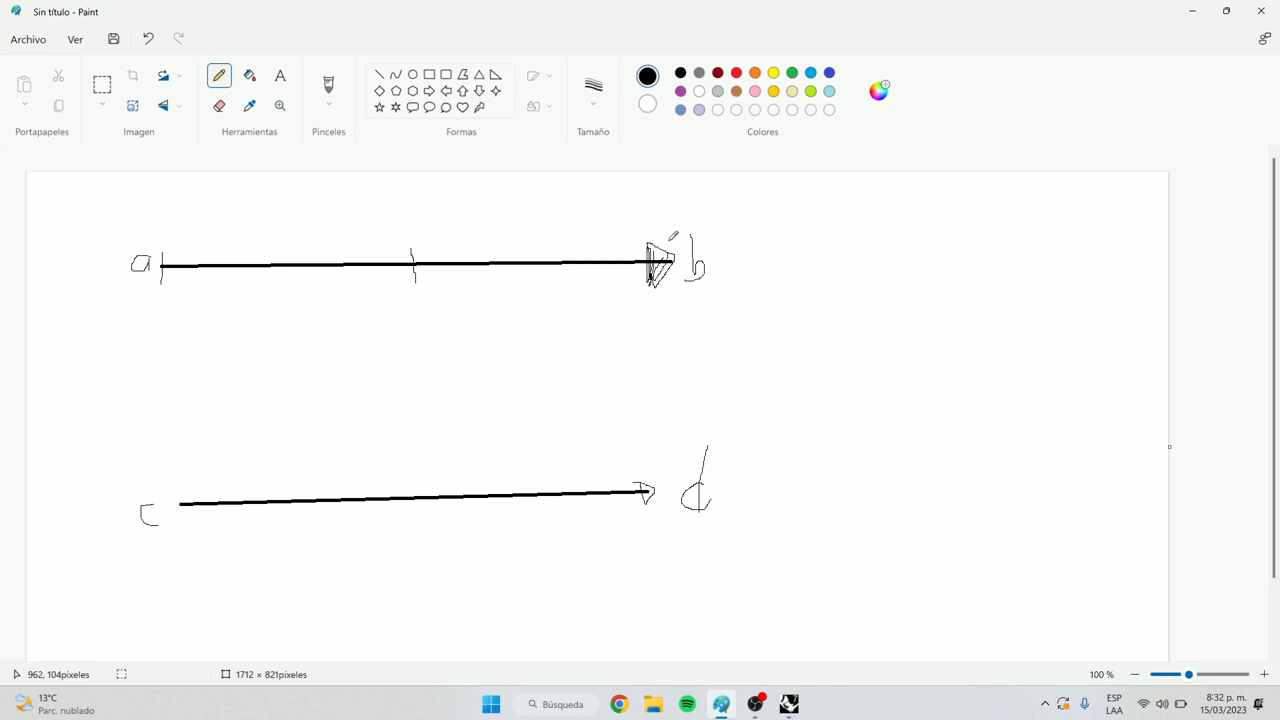 Sin título - Paint
Archivo Ver
Portapapeles Imagen Herramientas Pinceles Formas Tamaño Colores
a b
c d
962, 104píxeles 1712 × 821píxeles 100 %
13°C
Parc. nublado
Búsqueda
ESP
LAA
8:32 p. m.
15/03/2023